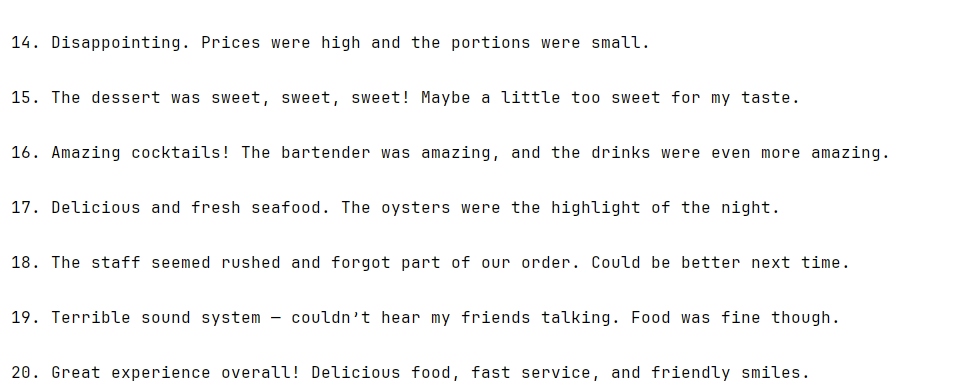 14. Disappointing. Prices were high and the portions were small.
15. The dessert was sweet, sweet, sweet! Maybe a little too sweet for my taste.
16. Amazing cocktails! The bartender was amazing, and the drinks were even more amazing.
17. Delicious and fresh seafood. The oysters were the highlight of the night.
18. The staff seemed rushed and forgot part of our order. Could be better next time.
19. Terrible sound system — couldn’t hear my friends talking. Food was fine though.
20. Great experience overall! Delicious food, fast service, and friendly smiles.